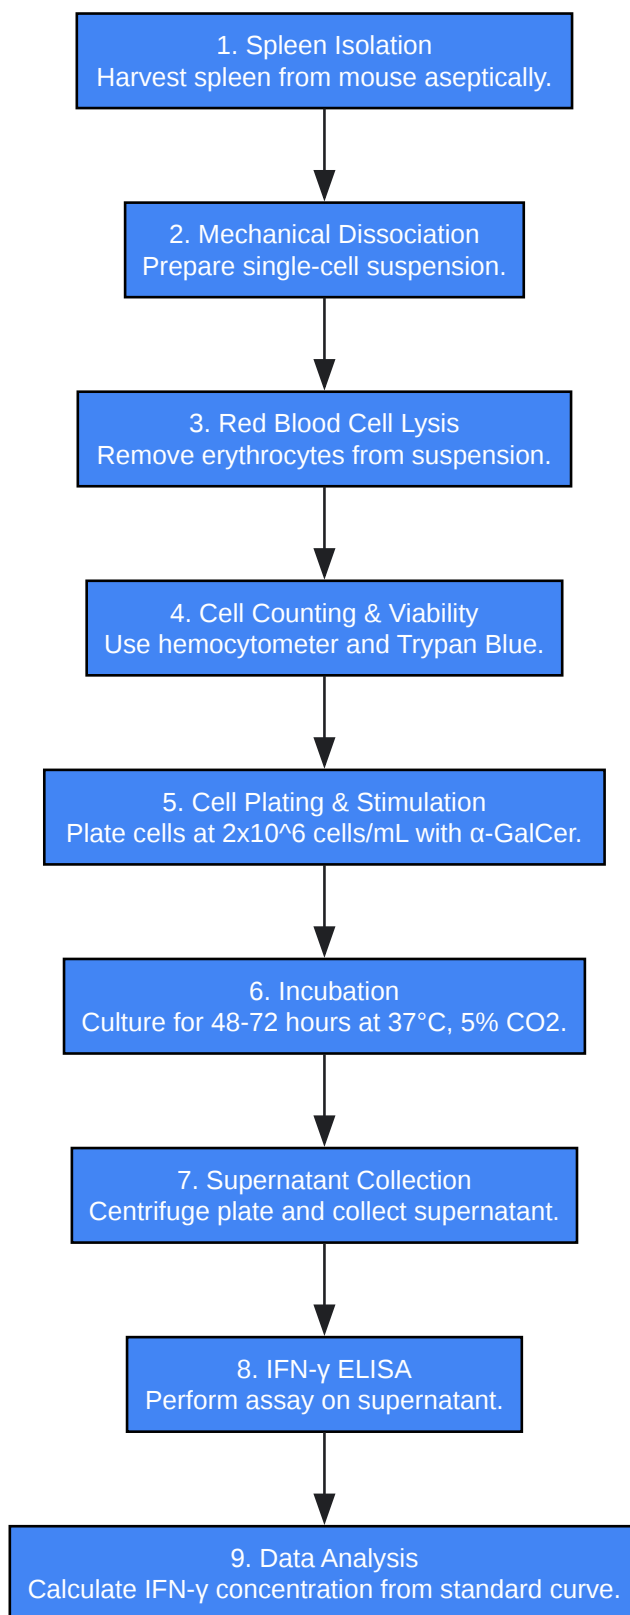 1. Spleen Isolation
Harvest spleen from mouse aseptically.
2. Mechanical Dissociation
Prepare single-cell suspension.
3. Red Blood Cell Lysis
Remove erythrocytes from suspension.
4. Cell Counting & Viability
Use hemocytometer and Trypan Blue.
5. Cell Plating & Stimulation
Plate cells at 2x10^6 cells/mL with α-GalCer.
6. Incubation
Culture for 48-72 hours at 37°C, 5% CO2.
7. Supernatant Collection
Centrifuge plate and collect supernatant.
8. IFN-γ ELISA
Perform assay on supernatant.
9. Data Analysis
Calculate IFN-γ concentration from standard curve.